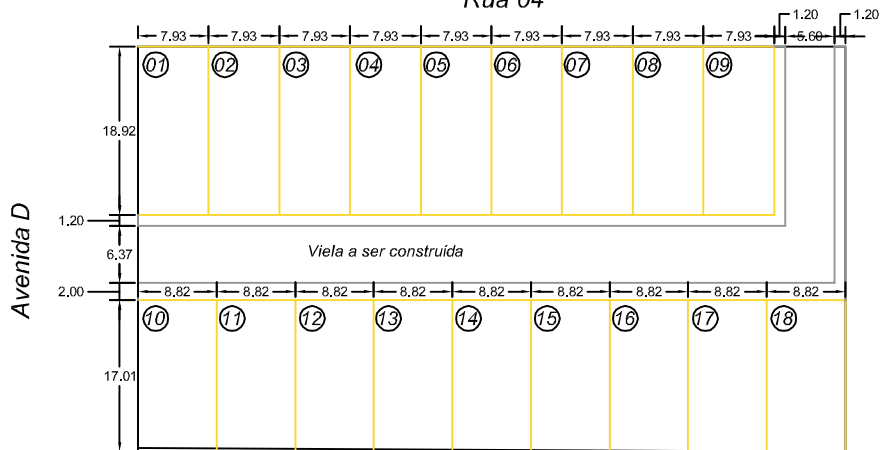 Rua 04
1.20 1.20
7.93 7.93 7.93 7.93 7.93 7.93 7.93 7.93 7.93 5.60
01 02 03 04 05 06 07 08 09
18.92
Avenida D
1.20
6.37
Viela a ser construída
2.00
8.82 8.82 8.82 8.82 8.82 8.82 8.82 8.82 8.82
10 11 12 13 14 15 16 17 18
17.01